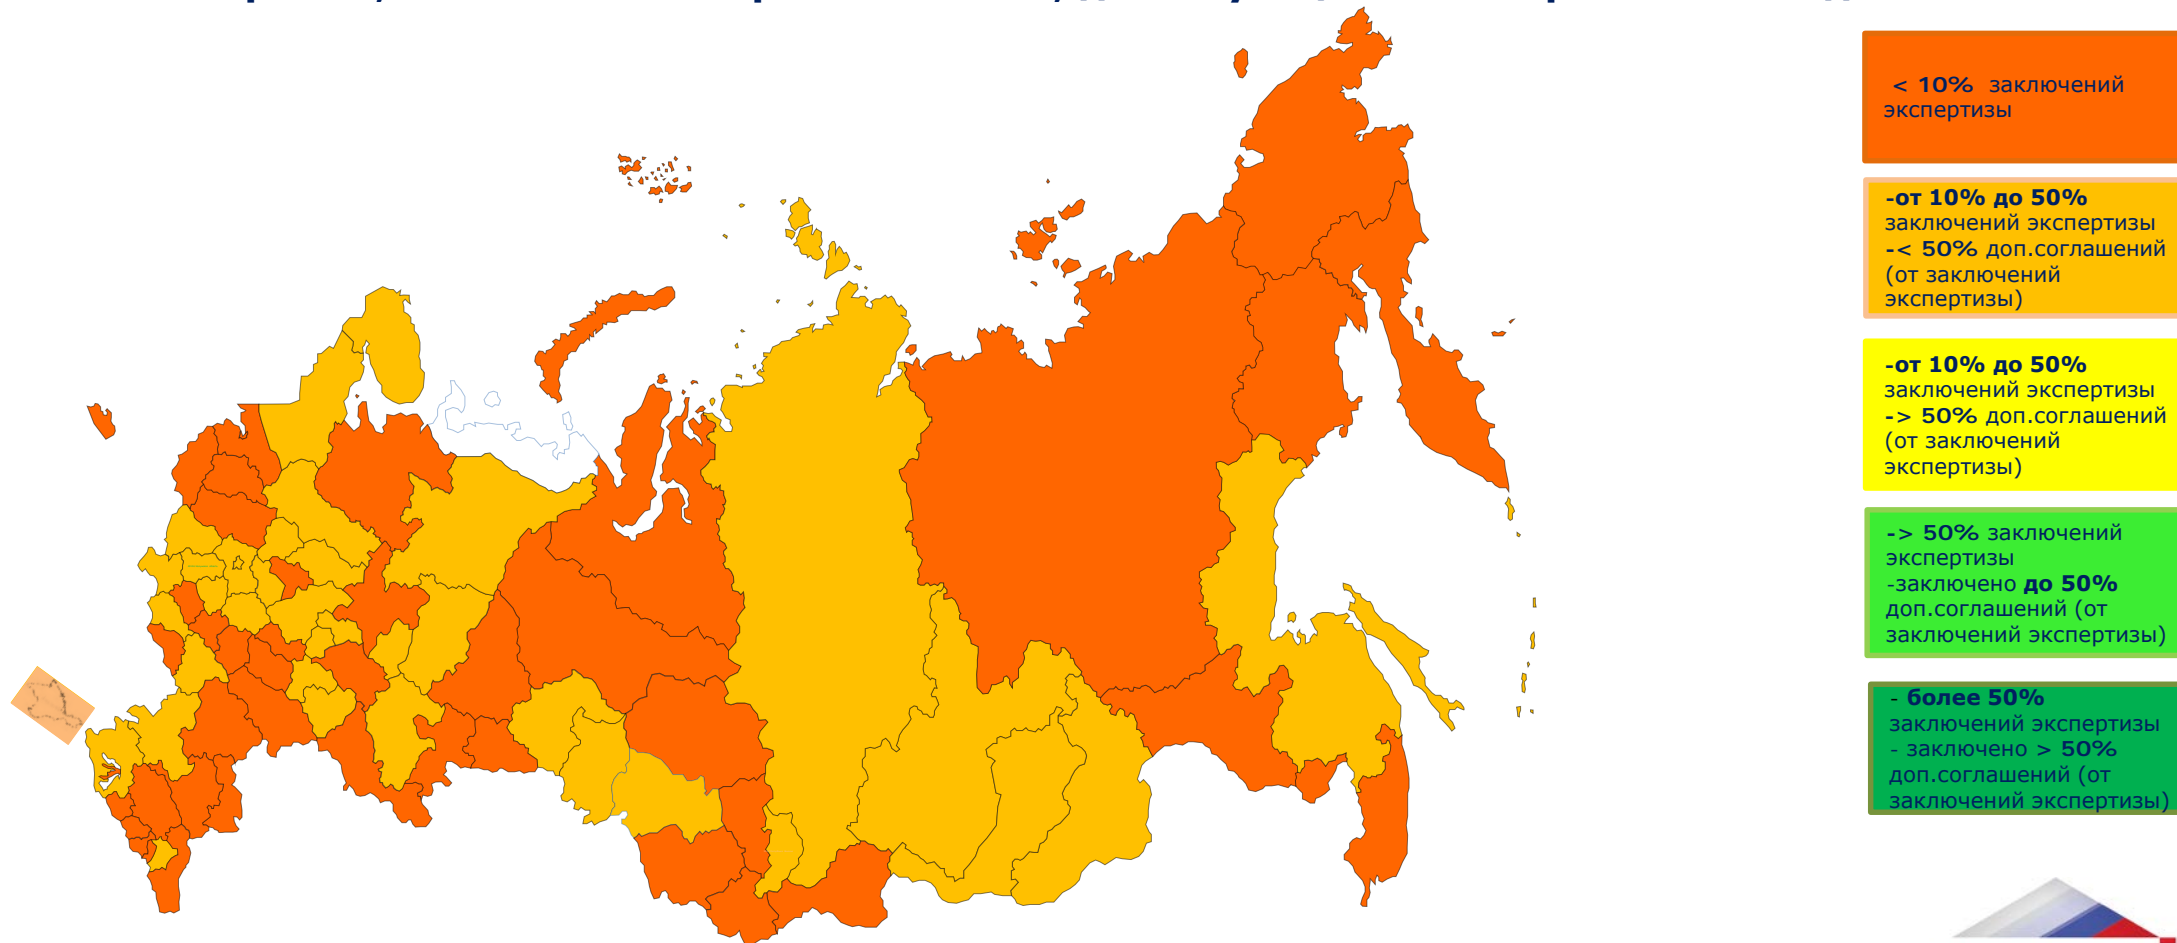 < 10% заключений
экспертизы
-от 10% до 50%
заключений экспертизы
-< 50% доп.соглашений
(от заключений
экспертизы)
-от 10% до 50%
заключений экспертизы
-> 50% доп.соглашений
(от заключений
экспертизы)
-> 50% заключений
экспертизы
-заключено до 50%
доп.соглашений (от
заключений экспертизы)
- более 50%
заключений экспертизы
- заключено > 50%
доп.соглашений (от
заключений экспертизы)